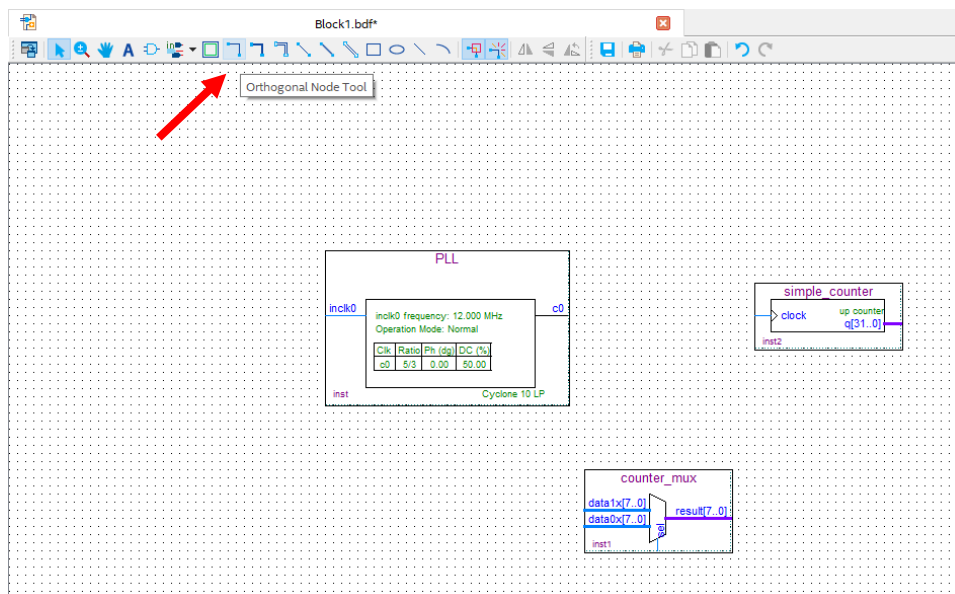 Block1.bdf*
A
Orthogonal Node Tool
PLL
inclk0
c0
inclk0 frequency: 12.000 MHz
Operation Mode: Normal
Clk Ratio Ph (dg) DC (%)
c0 5/3 0.00 50.00
inst
Cyclone 10 LP
simple_counter
clock
up counter
q[31..0]
inst2
counter_mux
data1x[7..0]
result[7..0]
data0x[7..0]
sel
inst1